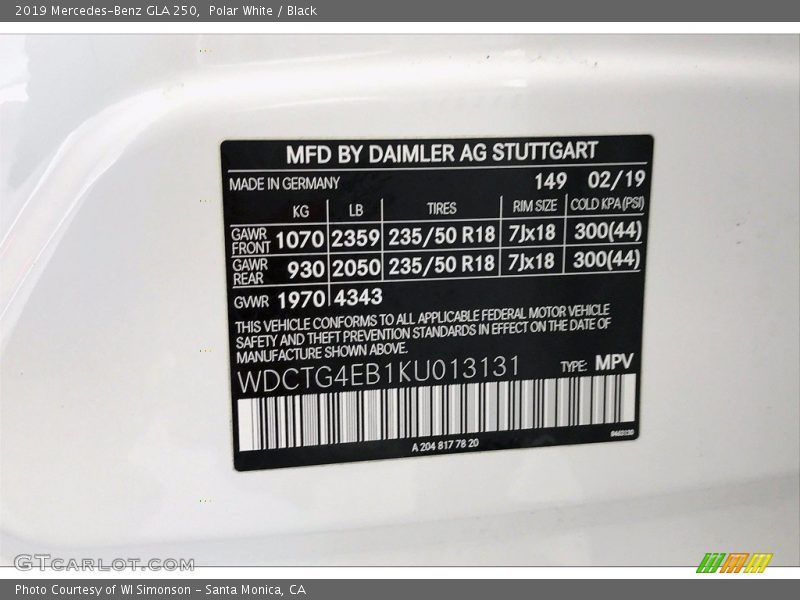 2019 Mercedes-Benz GLA 250,  Polar White / Black
MFD BY DAIMLER AG STUTTGART
MADE IN GERMANY 149 02/19
KG LB TIRES RIM SIZE COLD KPA(PSI)
GAWR FRONT 1070 2359 235/50 R18 7Jx18 300(44)
GAWR REAR 930 2050 235/50 R18 7Jx18 300(44)
GVWR 1970 4343
THIS VEHICLE CONFORMS TO ALL APPLICABLE FEDERAL MOTOR VEHICLE
SAFETY AND THEFT PREVENTION STANDARDS IN EFFECT ON THE DATE OF
MANUFACTURE SHOWN ABOVE.
WDCTG4EB1KU013131 TYPE: MPV
A 204 817 78 20
GTCARLOT.COM
Photo Courtesy of WI Simonson - Santa Monica, CA